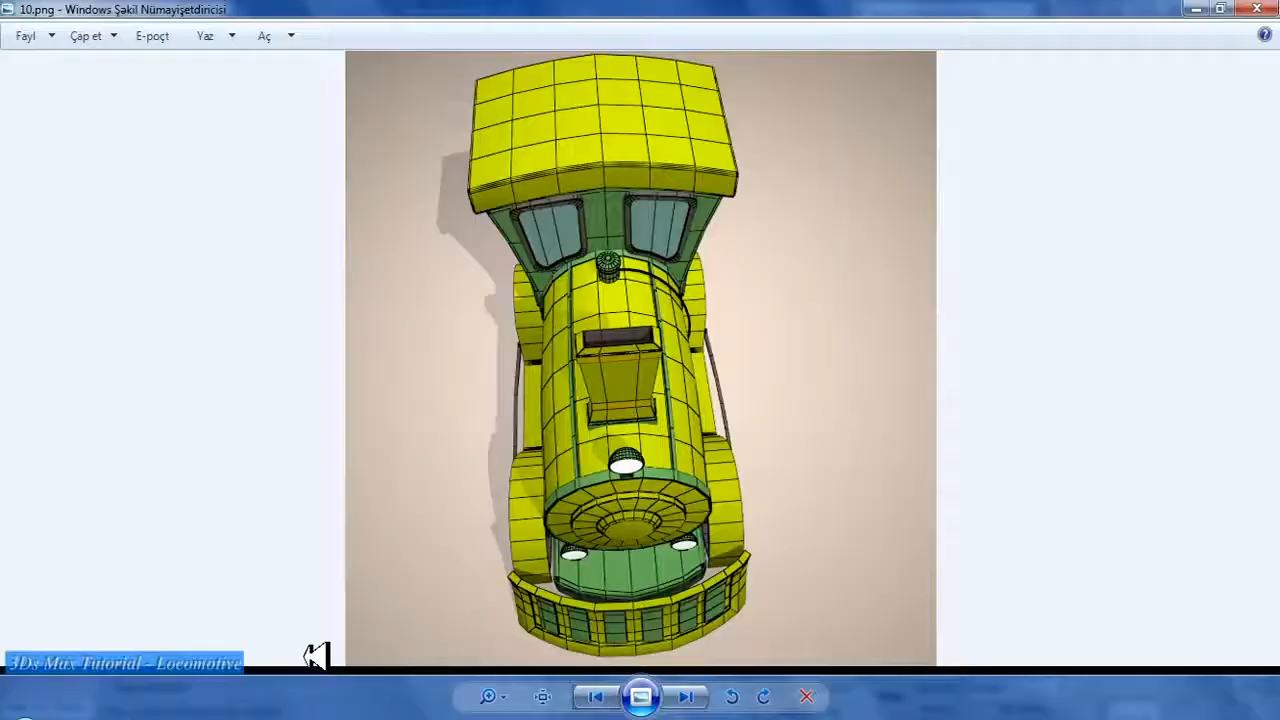 10.png - Windows Şəkil Nümayişetdiricisi
Fayl Çap et E-poçt Yaz Aç
3Ds Max Tutorial - Locomotive